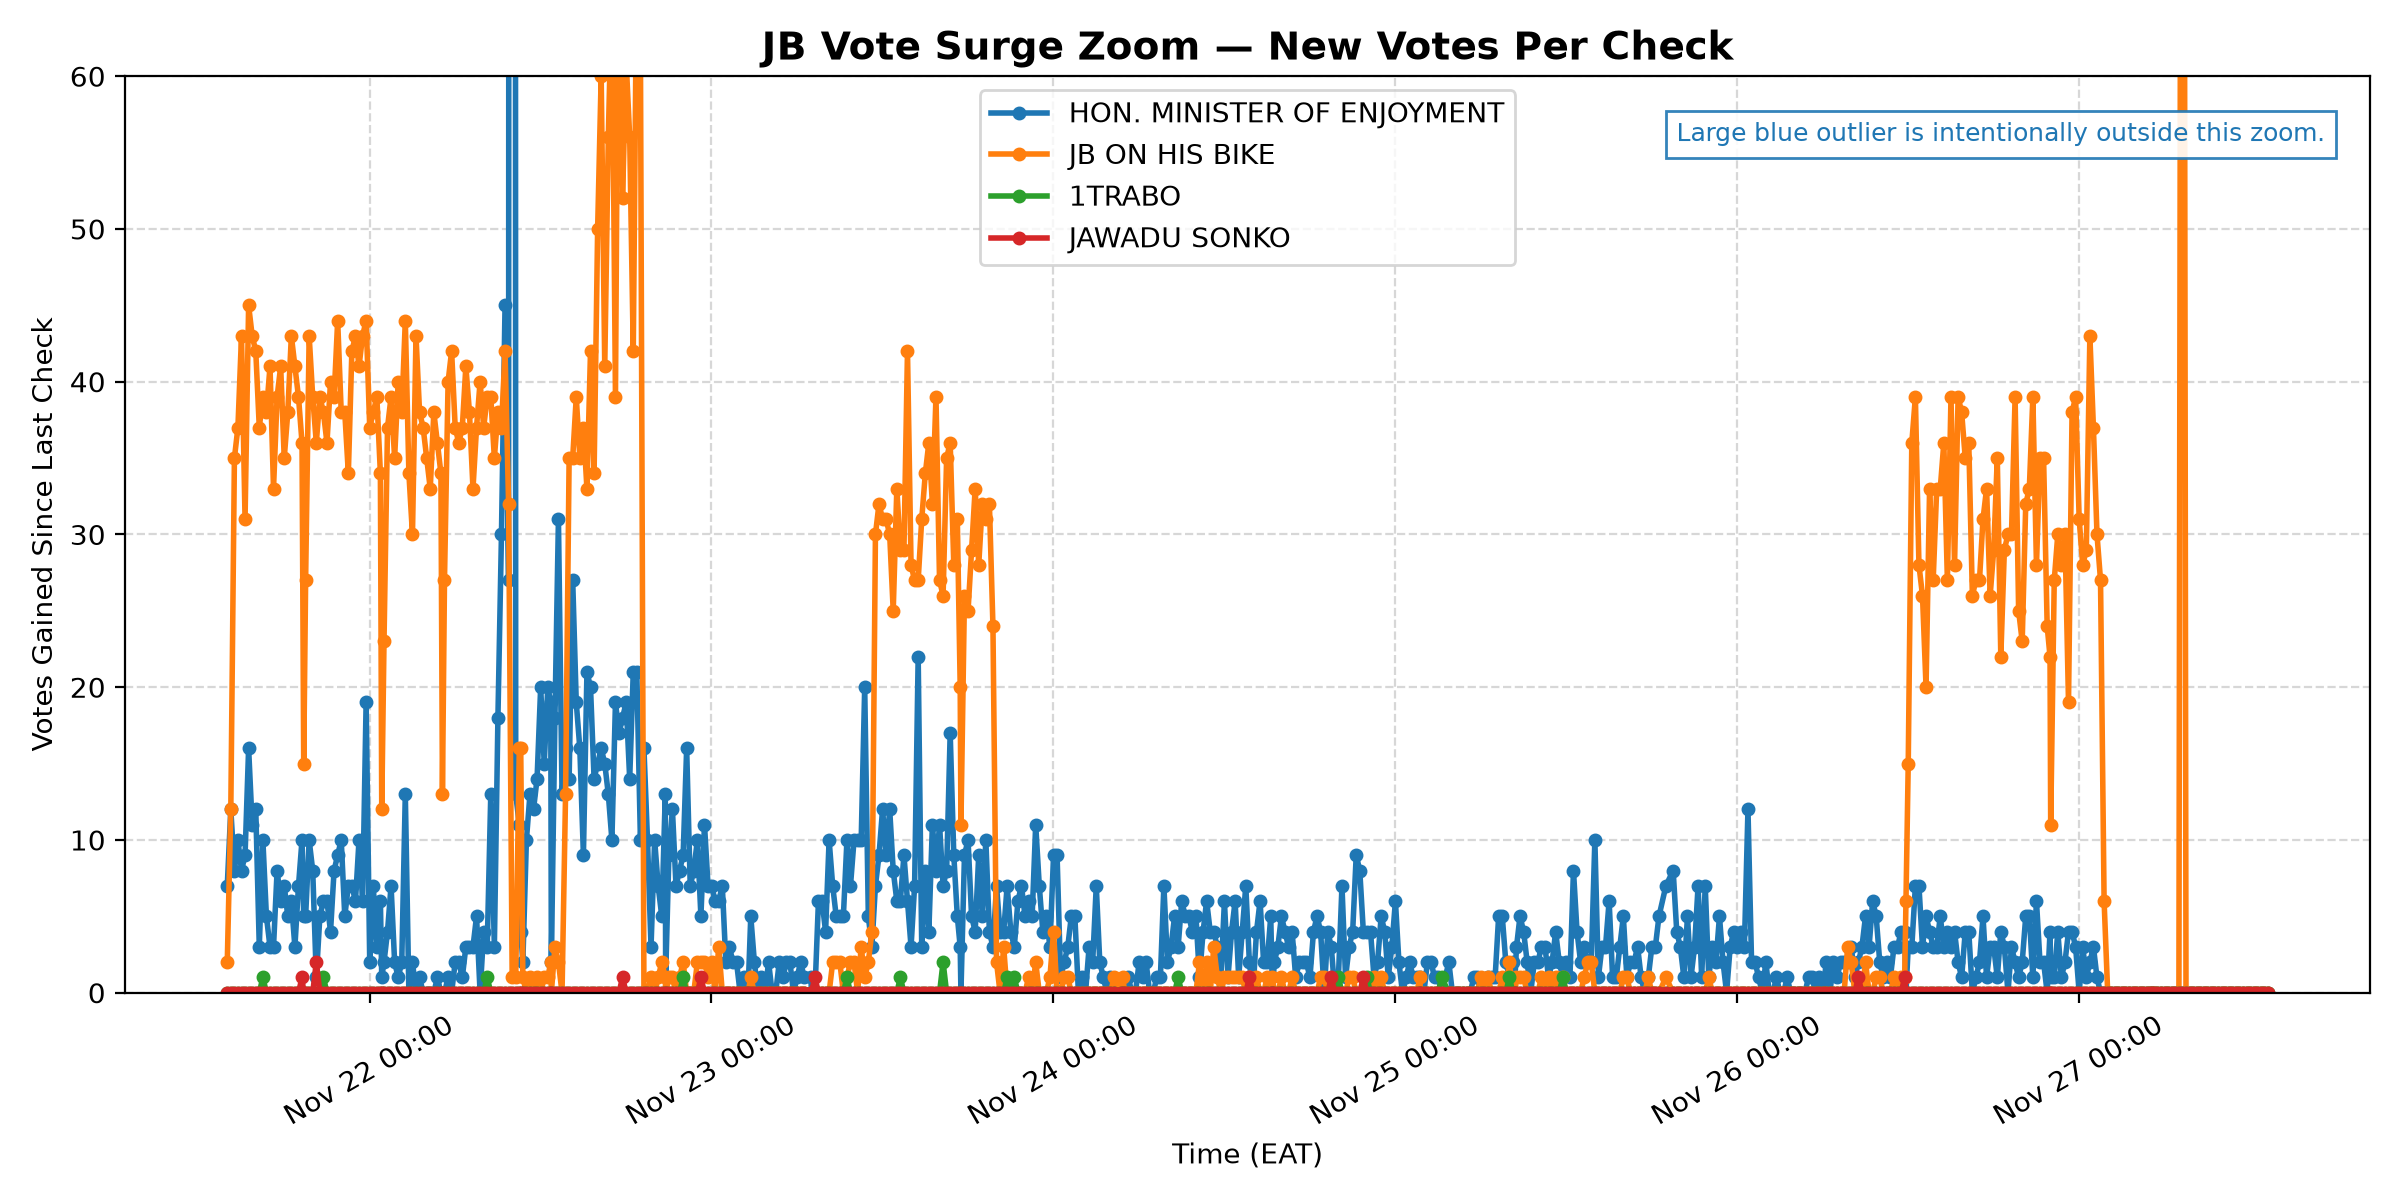 JB Vote Surge Zoom — New Votes Per Check
60
50
40
30
20
10
0
Votes Gained Since Last Check
HON. MINISTER OF ENJOYMENT
JB ON HIS BIKE
1TRABO
JAWADU SONKO
Large blue outlier is intentionally outside this zoom.
Nov 22 00:00
Nov 23 00:00
Nov 24 00:00
Nov 25 00:00
Nov 26 00:00
Nov 27 00:00
Time (EAT)